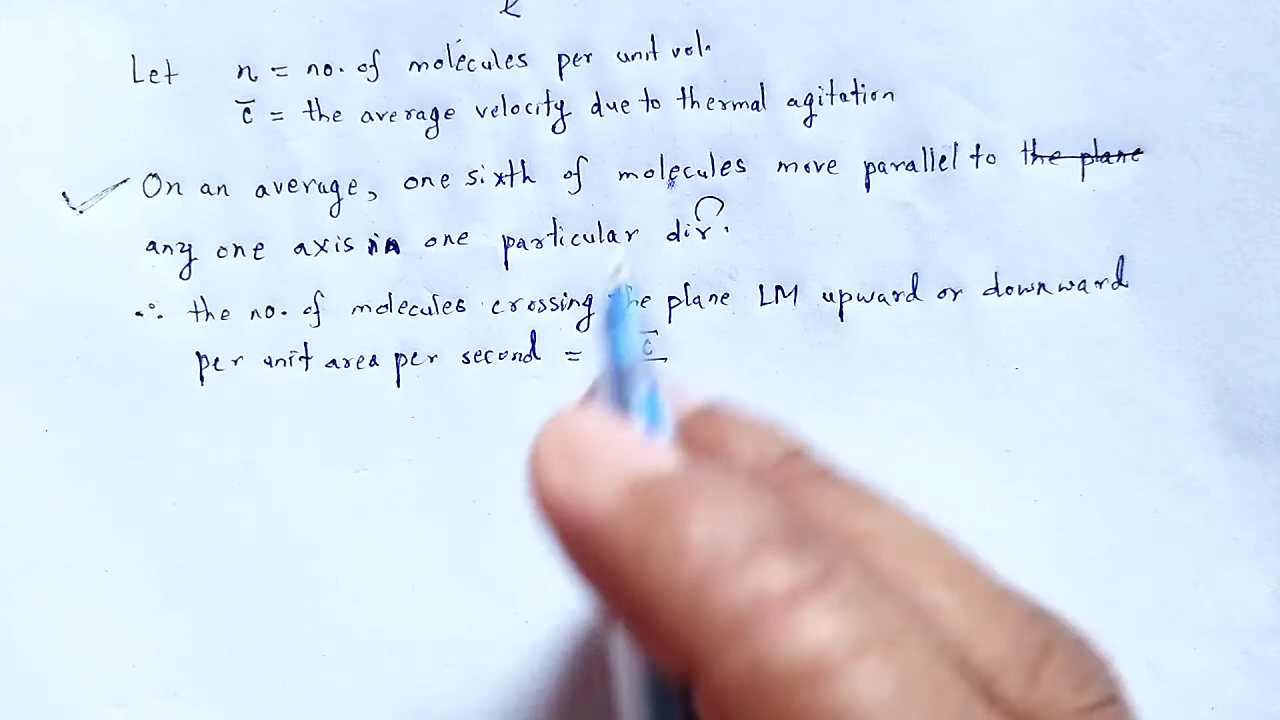 Let n = no. of molecules per unit vol.
c̄ = the average velocity due to thermal agitation
On an average, one sixth of molecules move parallel to ~~the plane~~
any one axis in one particular dir.
∴ the no. of molecules crossing the plane LM upward or downward
per unit area per second = c̄